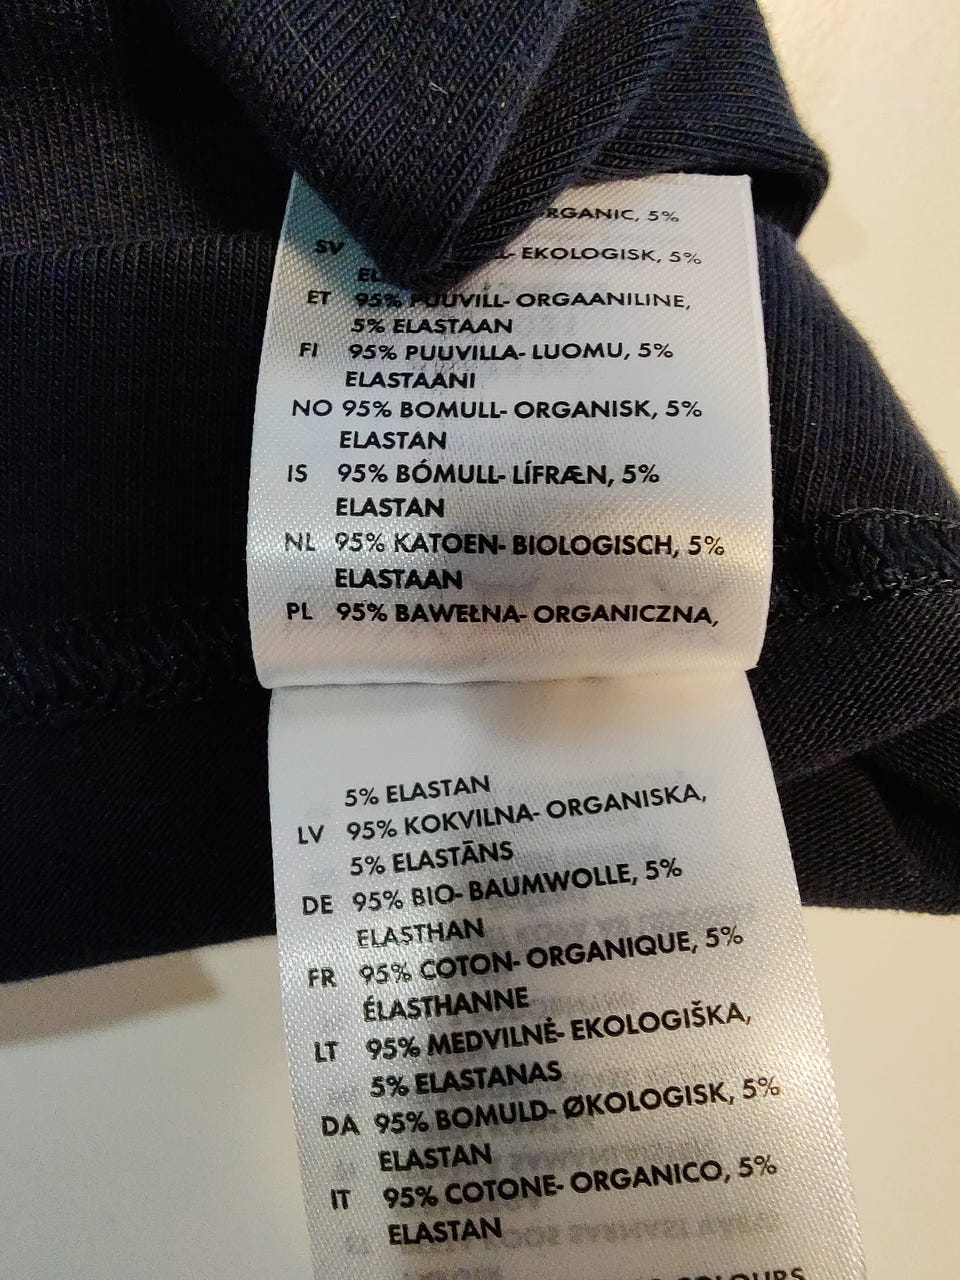 ORGANIC, 5%
SV EKOLOGISK, 5%
ET 95% PUUVILL- ORGAANILINE,
5% ELASTAAN
FI 95% PUUVILLA- LUOMU, 5%
ELASTAANI
NO 95% BOMULL- ORGANISK, 5%
ELASTAN
IS 95% BÓMULL- LÍFRÆN, 5%
ELASTAN
NL 95% KATOEN- BIOLOGISCH, 5%
ELASTAAN
PL 95% BAWEŁNA- ORGANICZNA,
5% ELASTAN
LV 95% KOKVILNA- ORGANISKA,
5% ELASTĀNS
DE 95% BIO- BAUMWOLLE, 5%
ELASTHAN
FR 95% COTON- ORGANIQUE, 5%
ÉLASTHANNE
LT 95% MEDVILNĖ- EKOLOGIŠKA,
5% ELASTANAS
DA 95% BOMULD- ØKOLOGISK, 5%
ELASTAN
IT 95% COTONE- ORGANICO, 5%
ELASTAN
COLOURS